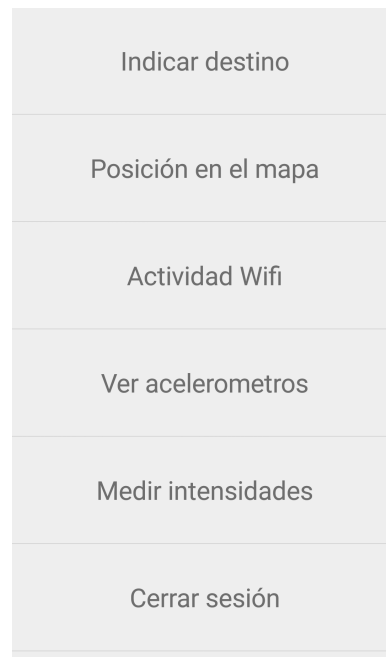 Indicar destino
Posición en el mapa
Actividad Wifi
Ver acelerometros
Medir intensidades
Cerrar sesión